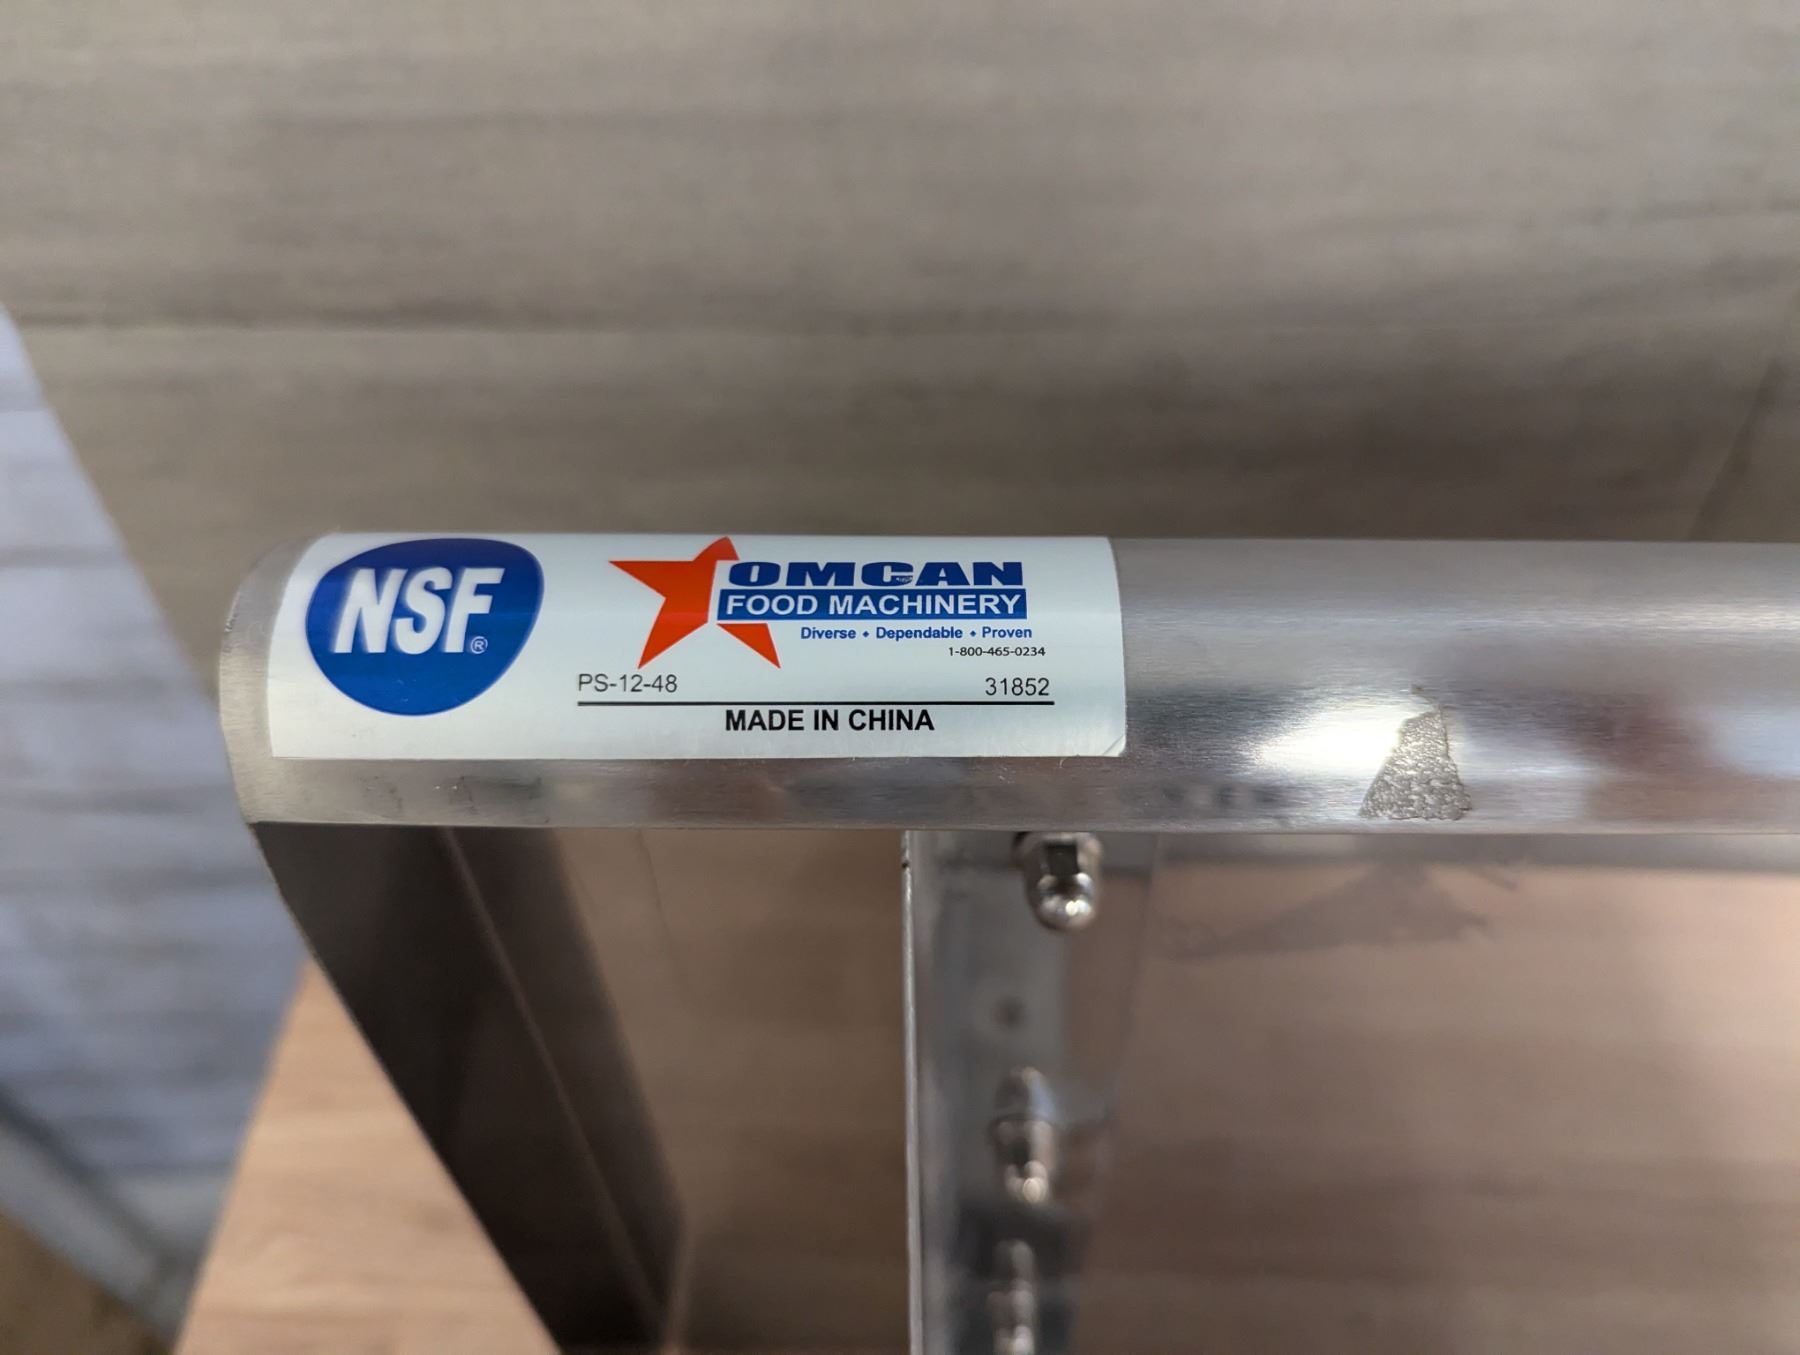 NSF®
OMCAN
FOOD MACHINERY
Diverse • Dependable • Proven
1-800-465-0234
PS-12-48 31852
MADE IN CHINA